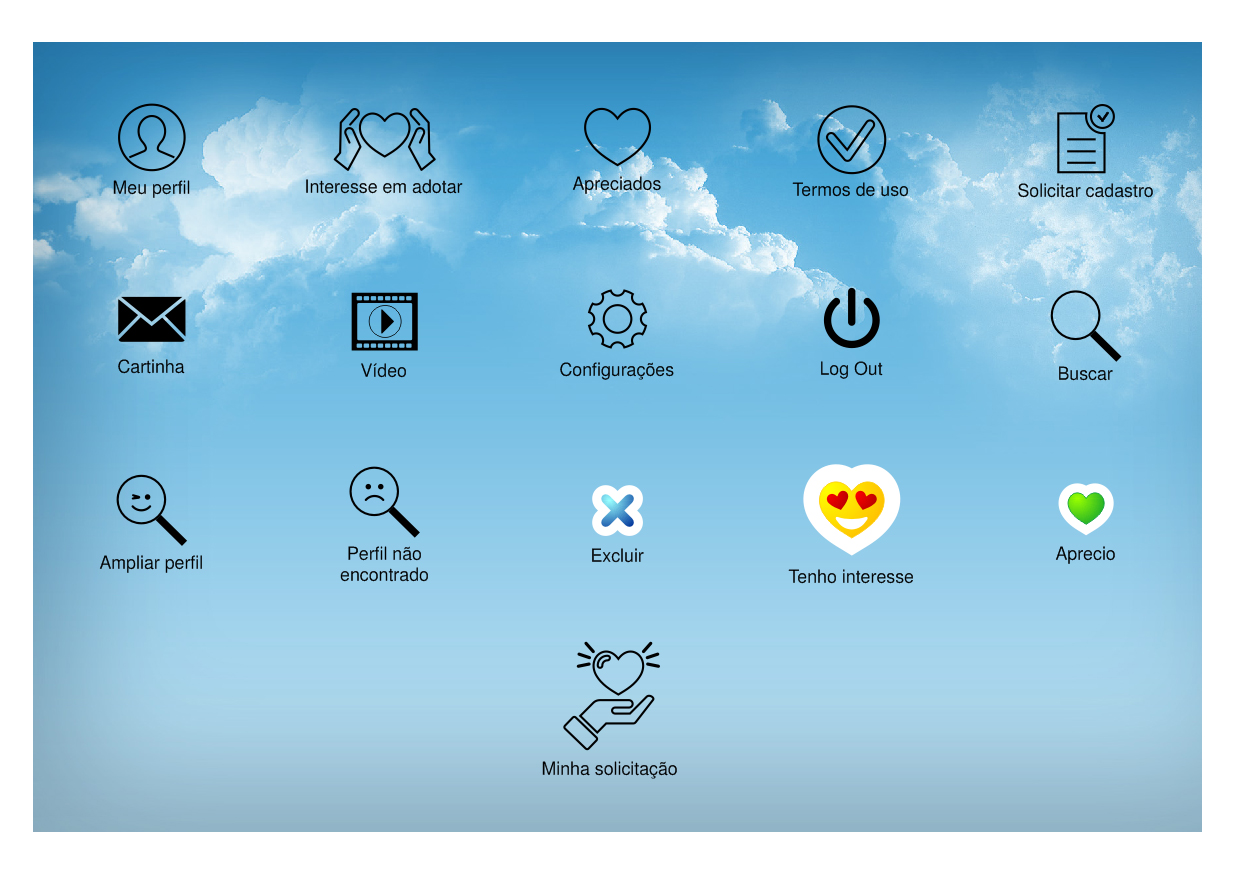 Meu perfil
Interesse em adotar
Apreciados
Termos de uso
Solicitar cadastro
Cartinha
Vídeo
Configurações
Log Out
Buscar
Ampliar perfil
Perfil não
encontrado
Excluir
Tenho interesse
Aprecio
Minha solicitação